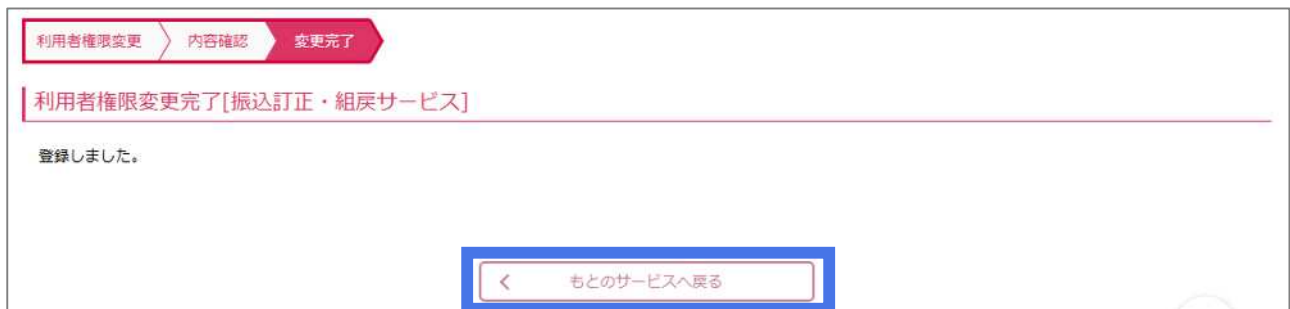 利用者権限変更 内容確認 変更完了
利用者権限変更完了[振込訂正・組戻サービス]
登録しました。
もとのサービスへ戻る